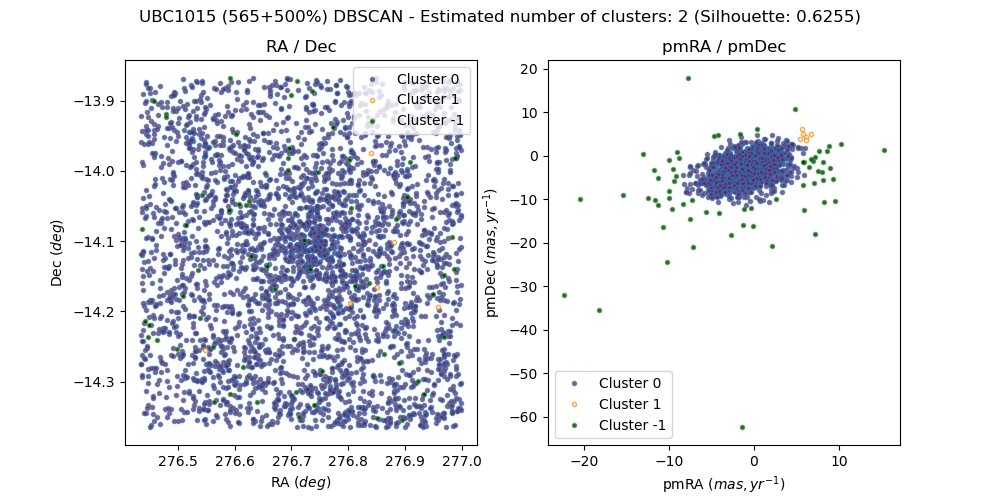 UBC1015 (565+500%) DBSCAN - Estimated number of clusters: 2 (Silhouette: 0.6255)
RA / Dec
Cluster 0
Cluster 1
Cluster -1
−13.9
−14.0
−14.1
−14.2
−14.3
Dec (deg)
276.5 276.6 276.7 276.8 276.9 277.0
RA (deg)
pmRA / pmDec
20
10
0
−10
−20
−30
−40
−50
−60
pmDec (mas, yr⁻¹)
Cluster 0
Cluster 1
Cluster -1
−20 −10 0 10
pmRA (mas, yr⁻¹)